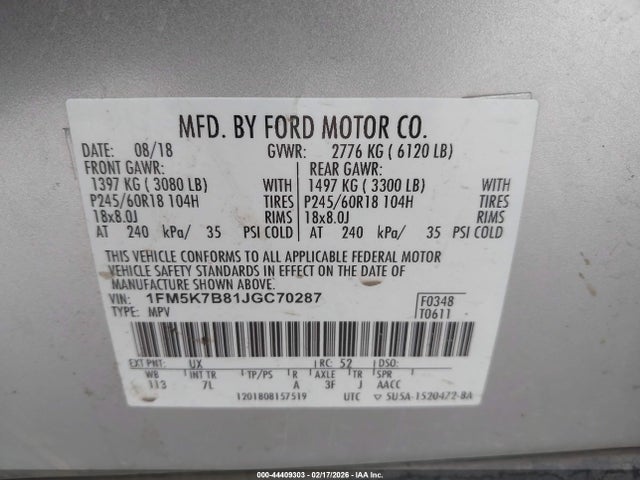 MFD. BY FORD MOTOR CO.
DATE: 08/18 GVWR: 2776 KG ( 6120 LB)
FRONT GAWR: REAR GAWR:
1397 KG ( 3080 LB) WITH 1497 KG ( 3300 LB) WITH
P245/60R18 104H TIRES P245/60R18 104H TIRES
18x8.0J RIMS 18x8.0J RIMS
AT 240 kPa/ 35 PSI COLD AT 240 kPa/ 35 PSI COLD
THIS VEHICLE CONFORMS TO ALL APPLICABLE FEDERAL MOTOR
VEHICLE SAFETY STANDARDS IN EFFECT ON THE DATE OF
MANUFACTURE SHOWN ABOVE.
VIN: 1FM5K7B81JGC70287 F0348
TYPE: MPV T0611
EXT PNT: UX RC: 52 DSO:
WB INT TR TP/PS R AXLE TR SPR
113 7L A 3F J AACC
1201808157519 UTC ▽ 5U5A-1520472-BA
000-44409303 - 02/17/2026 - IAA Inc.